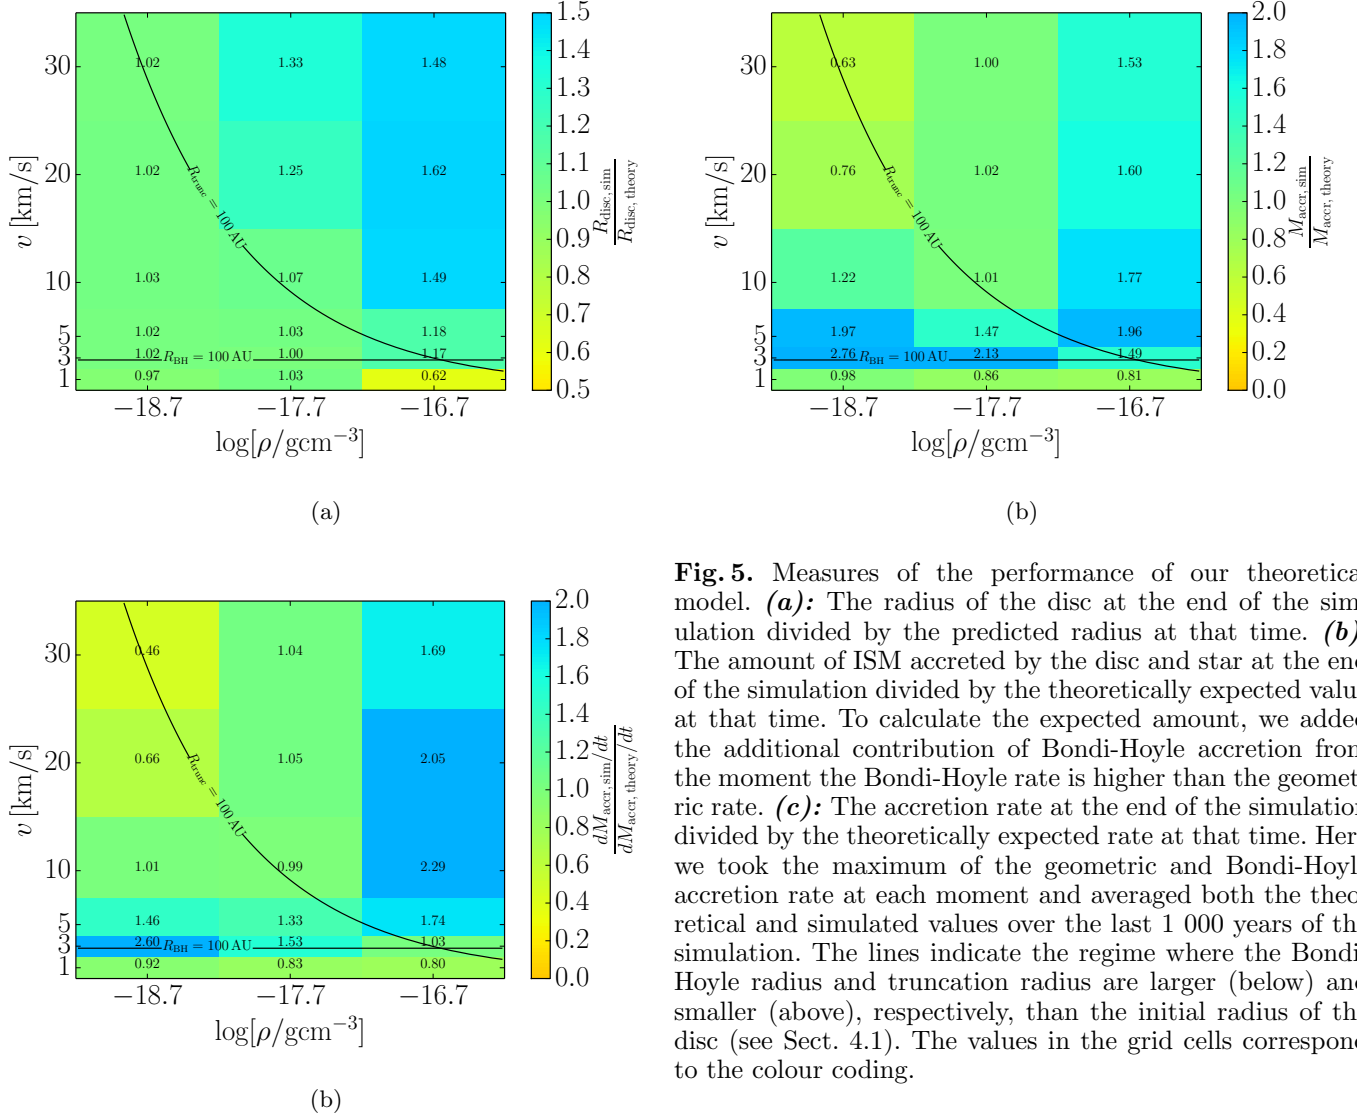 30
20
10
5
3
1
v [km/s]
1.02
1.33
1.48
1.02
1.25
1.62
1.03
1.07
1.49
1.02
1.03
1.18
1.02
1.00
1.17
0.97
1.03
0.62
R_trunc = 100 AU
R_BH = 100 AU
−18.7
−17.7
−16.7
log[ρ/gcm⁻³]
1.5
1.4
1.3
1.2
1.1
1.0
0.9
0.8
0.7
0.6
0.5
R_disc, sim
R_disc, theory
(a)
30
20
10
5
3
1
v [km/s]
0.63
1.00
1.53
0.76
1.02
1.60
1.22
1.01
1.77
1.97
1.47
1.96
2.76
2.13
1.49
0.98
0.86
0.81
R_trunc = 100 AU
R_BH = 100 AU
−18.7
−17.7
−16.7
log[ρ/gcm⁻³]
2.0
1.8
1.6
1.4
1.2
1.0
0.8
0.6
0.4
0.2
0.0
M_accr, sim
M_accr, theory
(b)
30
20
10
5
3
1
v [km/s]
0.46
1.04
1.69
0.66
1.05
2.05
1.01
0.99
2.29
1.46
1.33
1.74
2.60
1.53
1.03
0.92
0.83
0.80
R_trunc = 100 AU
R_BH = 100 AU
−18.7
−17.7
−16.7
log[ρ/gcm⁻³]
2.0
1.8
1.6
1.4
1.2
1.0
0.8
0.6
0.4
0.2
0.0
dM_accr, sim/dt
dM_accr, theory/dt
(b)
Fig. 5. Measures of the performance of our theoretica
model. (a): The radius of the disc at the end of the sim
ulation divided by the predicted radius at that time. (b)
The amount of ISM accreted by the disc and star at the end
of the simulation divided by the theoretically expected valu
at that time. To calculate the expected amount, we added
the additional contribution of Bondi-Hoyle accretion from
the moment the Bondi-Hoyle rate is higher than the geomet
ric rate. (c): The accretion rate at the end of the simulation
divided by the theoretically expected rate at that time. Her
we took the maximum of the geometric and Bondi-Hoyl
accretion rate at each moment and averaged both the theo
retical and simulated values over the last 1 000 years of th
simulation. The lines indicate the regime where the Bondi
Hoyle radius and truncation radius are larger (below) and
smaller (above), respectively, than the initial radius of th
disc (see Sect. 4.1). The values in the grid cells correspond
to the colour coding.